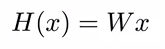 H(x) = Wx